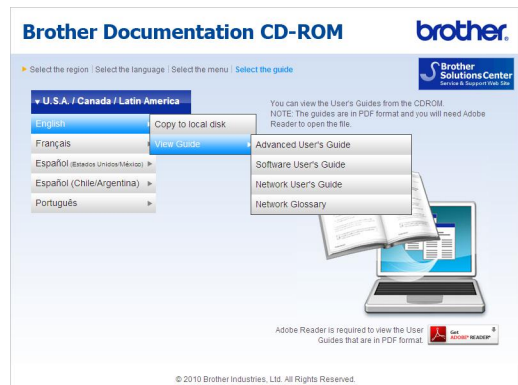 Brother Documentation CD-ROM
brother
Select the region | Select the language | Select the menu | Select the guide
Brother
Solutions Center
Service & Support Web Site
U.S.A. / Canada / Latin America
You can view the User's Guides from the CDROM.
NOTE: The guides are in PDF format and you will need Adobe
Reader to open the file.
English
Copy to local disk
Français
View Guide
Advanced User's Guide
Español (Estados Unidos/México)
Software User's Guide
Español (Chile/Argentina)
Network User's Guide
Português
Network Glossary
Adobe Reader is required to view the User
Guides that are in PDF format.
Get
ADOBE® READER®
© 2010 Brother Industries, Ltd. All Rights Reserved.